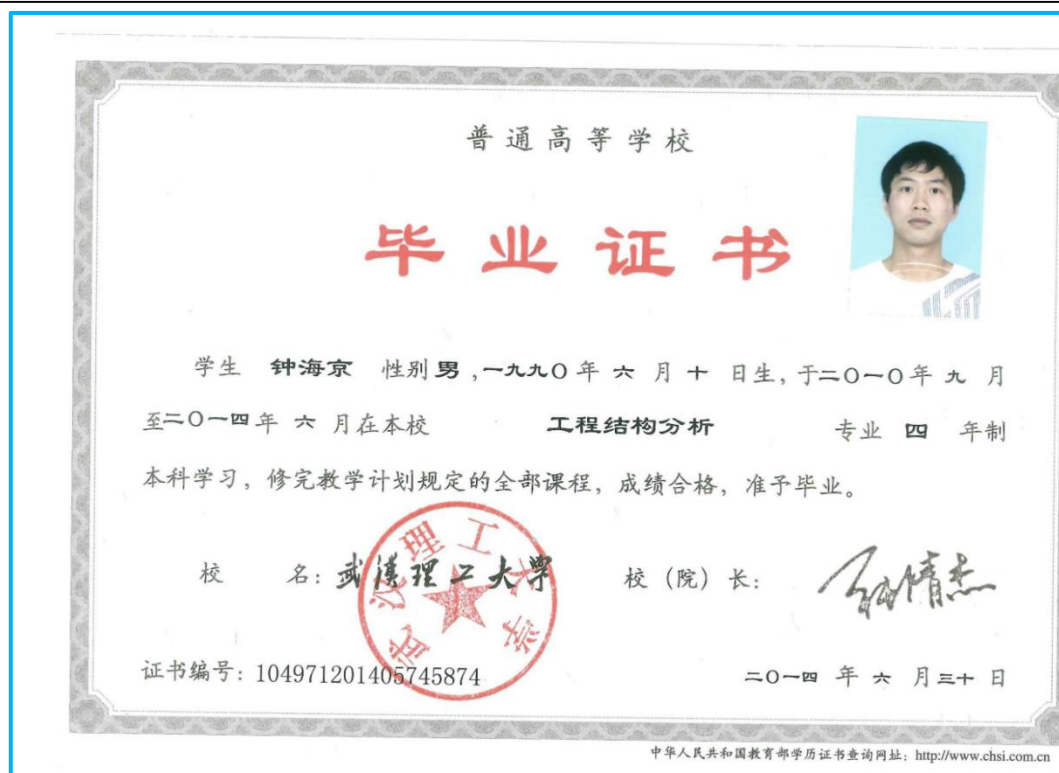 普通高等学校
毕业证书
学生 钟海京 性别 男 ,一九九〇 年 六 月 十 日生, 于二〇一〇年 九 月
至二〇一四 年 六 月在本校 工程结构分析 专业 四 年制
本科学习, 修完教学计划规定的全部课程, 成绩合格, 准予毕业。
校 名: 武漢理工大學 校（院）长:
武汉理工大学
证书编号: 104971201405745874 二〇一四 年 六 月三十 日
中华人民共和国教育部学历证书查询网址: http://www.chsi.com.cn